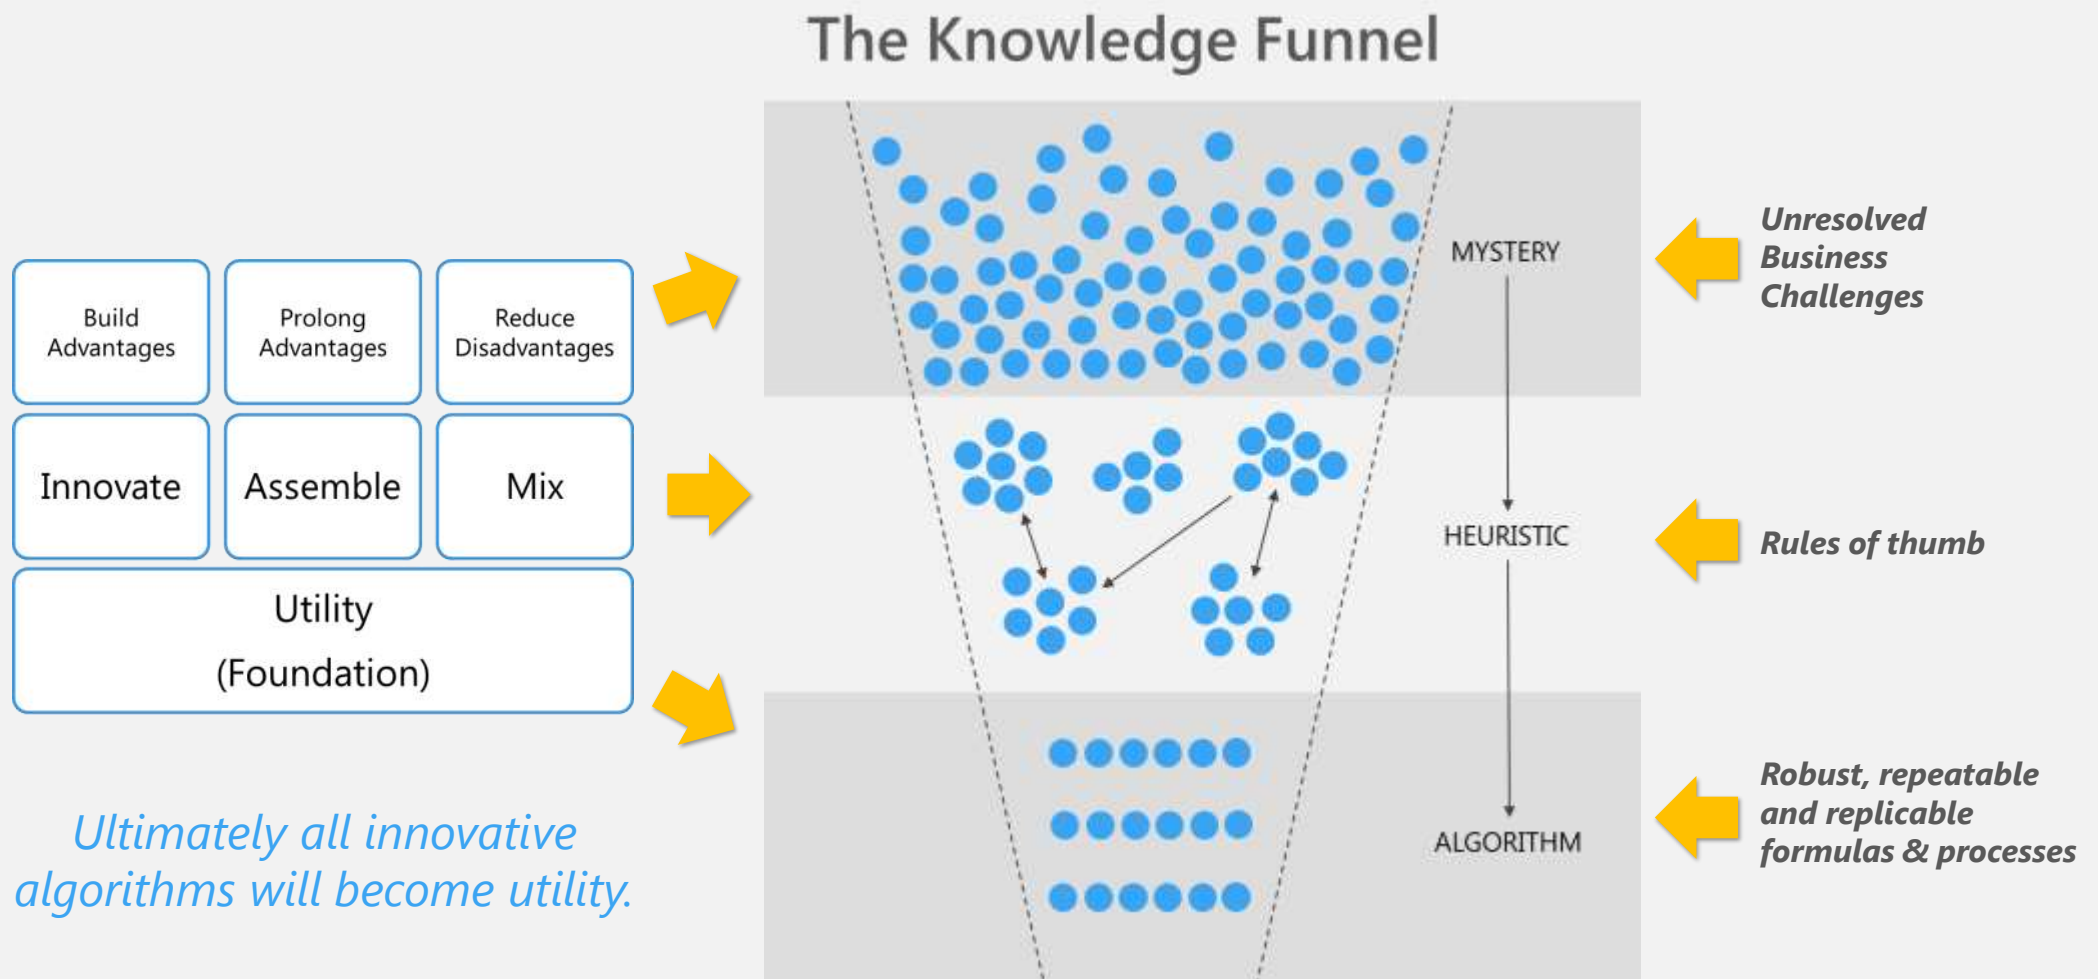 The Knowledge Funnel
Build
Advantages
Prolong
Advantages
Reduce
Disadvantages
Innovate
Assemble
Mix
Utility
(Foundation)
Ultimately all innovative
algorithms will become utility.
MYSTERY
HEURISTIC
ALGORITHM
Unresolved
Business
Challenges
Rules of thumb
Robust, repeatable
and replicable
formulas & processes